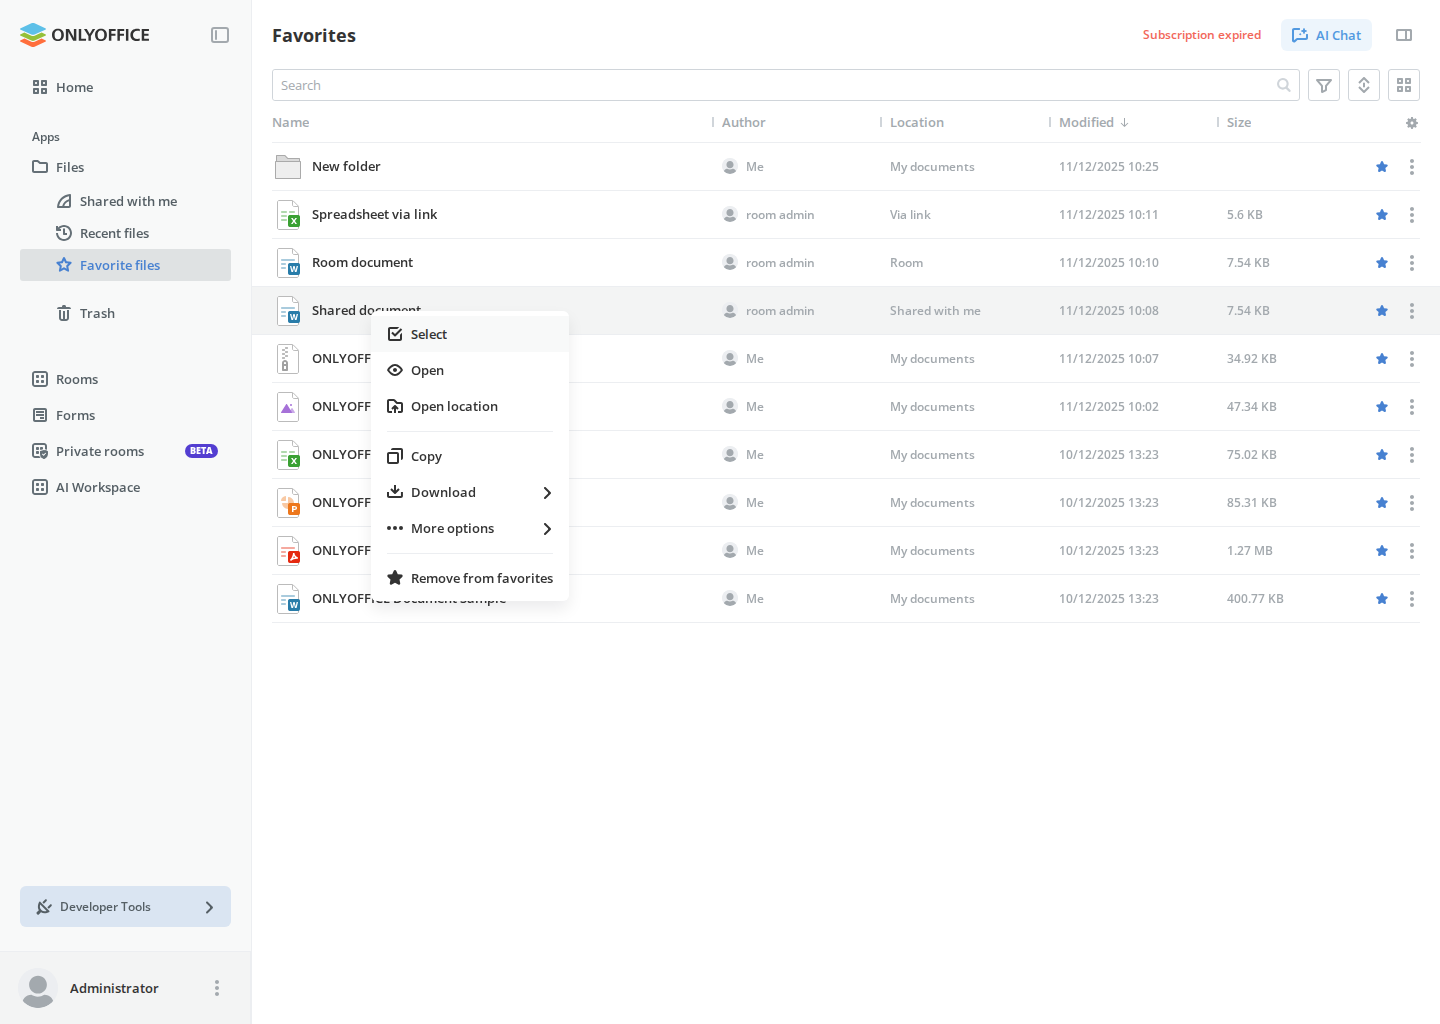 ONLYOFFICE
Favorites
Subscription expired
AI Chat
Home
Search
Apps
Name
Author
Location
Modified
Size
Files
New folder
Me
My documents
11/12/2025 10:25
Shared with me
Spreadsheet via link
room admin
Via link
11/12/2025 10:11
5.6 KB
Recent files
Room document
room admin
Room
11/12/2025 10:10
7.54 KB
Favorite files
Shared document
room admin
Shared with me
11/12/2025 10:08
7.54 KB
Trash
Select
ONLYOFF
Me
My documents
11/12/2025 10:07
34.92 KB
Open
Rooms
ONLYOFF
Me
My documents
11/12/2025 10:02
47.34 KB
Open location
Forms
ONLYOFF
Me
My documents
10/12/2025 13:23
75.02 KB
Copy
Private rooms
BETA
AI Workspace
ONLYOFF
Me
My documents
10/12/2025 13:23
85.31 KB
Download
More options
ONLYOFF
Me
My documents
10/12/2025 13:23
1.27 MB
Remove from favorites
ONLYOFFICE Document Sample
Me
My documents
10/12/2025 13:23
400.77 KB
Developer Tools
Administrator